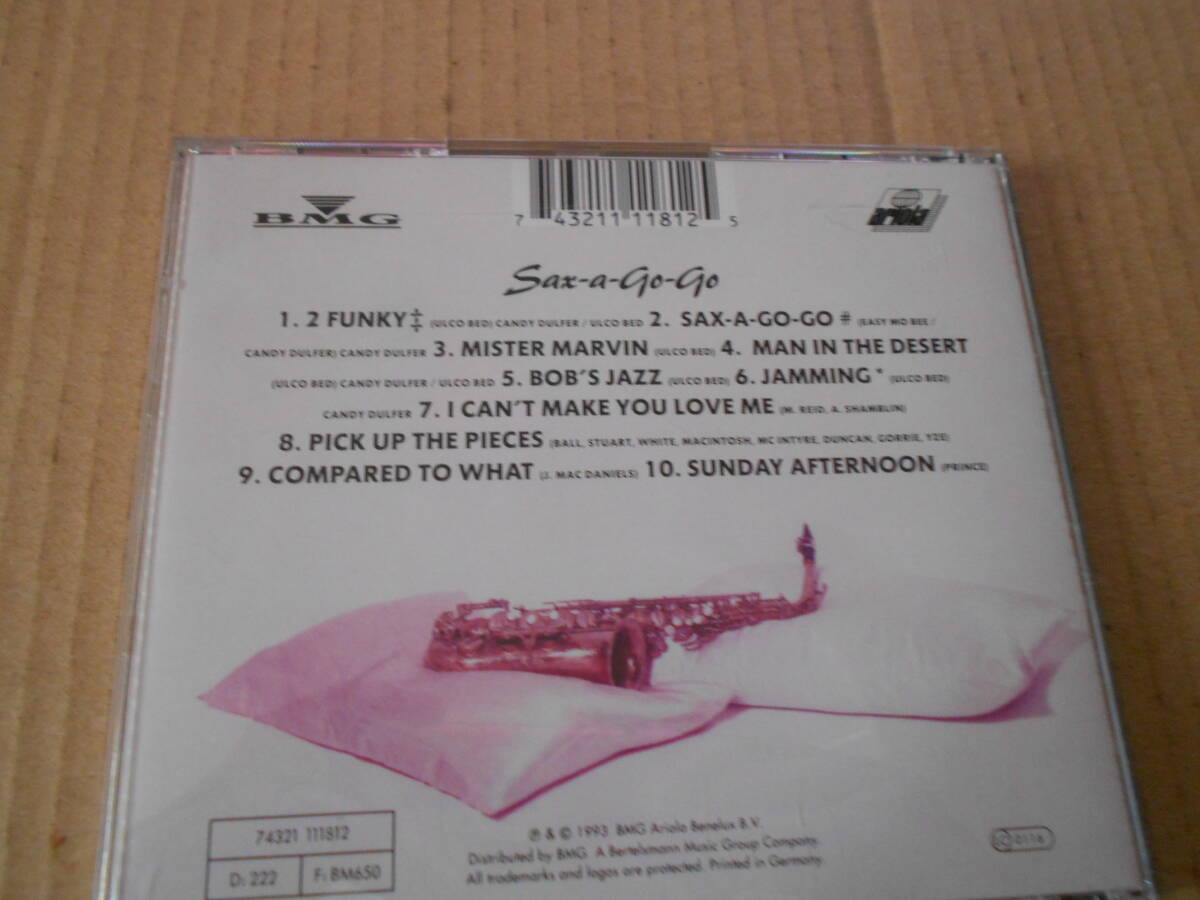 BMG
7 43211 11812 5
ariola
Sax-a-Go-Go
1. 2 FUNKY‡ (ULCO BED) CANDY DULFER / ULCO BED 2. SAX-A-GO-GO # (EASY MO BEE /
CANDY DULFER) CANDY DULFER 3. MISTER MARVIN (ULCO BED) 4. MAN IN THE DESERT
(ULCO BED) CANDY DULFER / ULCO BED 5. BOB'S JAZZ (ULCO BED) 6. JAMMING * (ULCO BED)
CANDY DULFER 7. I CAN'T MAKE YOU LOVE ME (M. REID, A. SHAMBLIN)
8. PICK UP THE PIECES (BALL, STUART, WHITE, MACINTOSH, MC INTYRE, DUNCAN, GORRIE, YZE)
9. COMPARED TO WHAT (J. MAC DANIELS) 10. SUNDAY AFTERNOON (PRINCE)
74321 111812
D: 222 F: BM650
℗ & © 1993 BMG Ariola Benelux B.V.
Distributed by BMG. A Bertelsmann Music Group Company.
All trademarks and logos are protected. Printed in Germany.
LC 0116